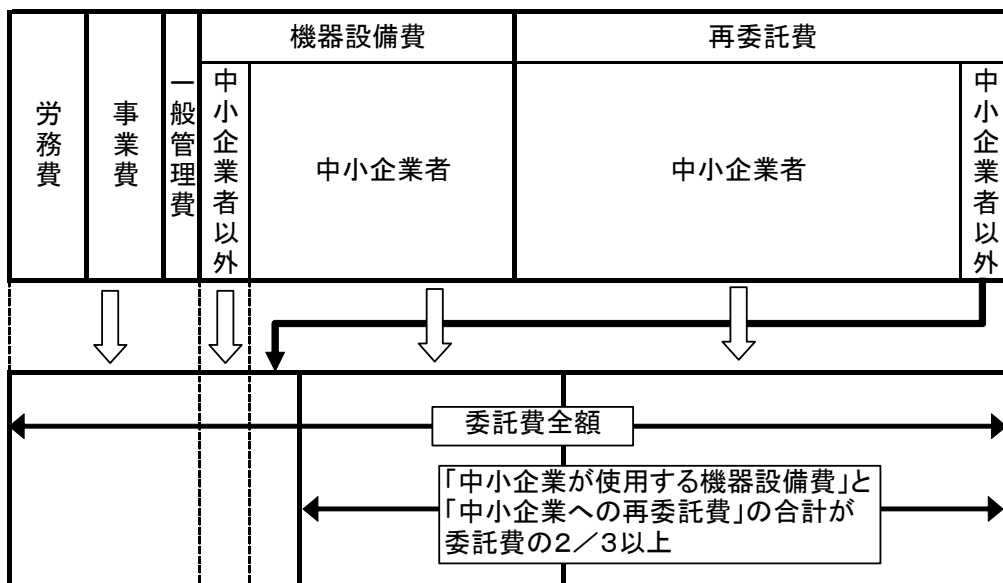 機器設備費
再委託費
労務費
事業費
一般管理費
中小企業者以外
中小企業者
中小企業者
中小企業者以外
委託費全額
「中小企業が使用する機器設備費」と
「中小企業への再委託費」の合計が
委託費の2／3以上